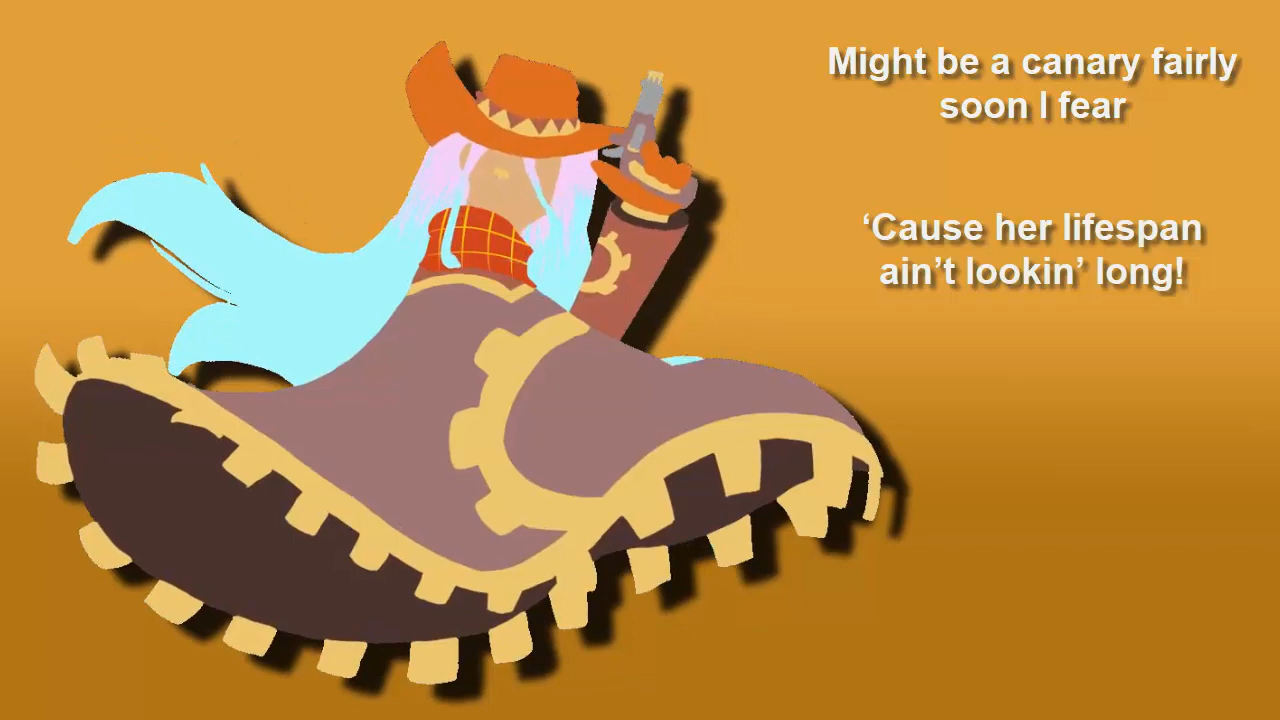 Might be a canary fairly
soon I fear
‘Cause her lifespan
ain’t lookin’ long!